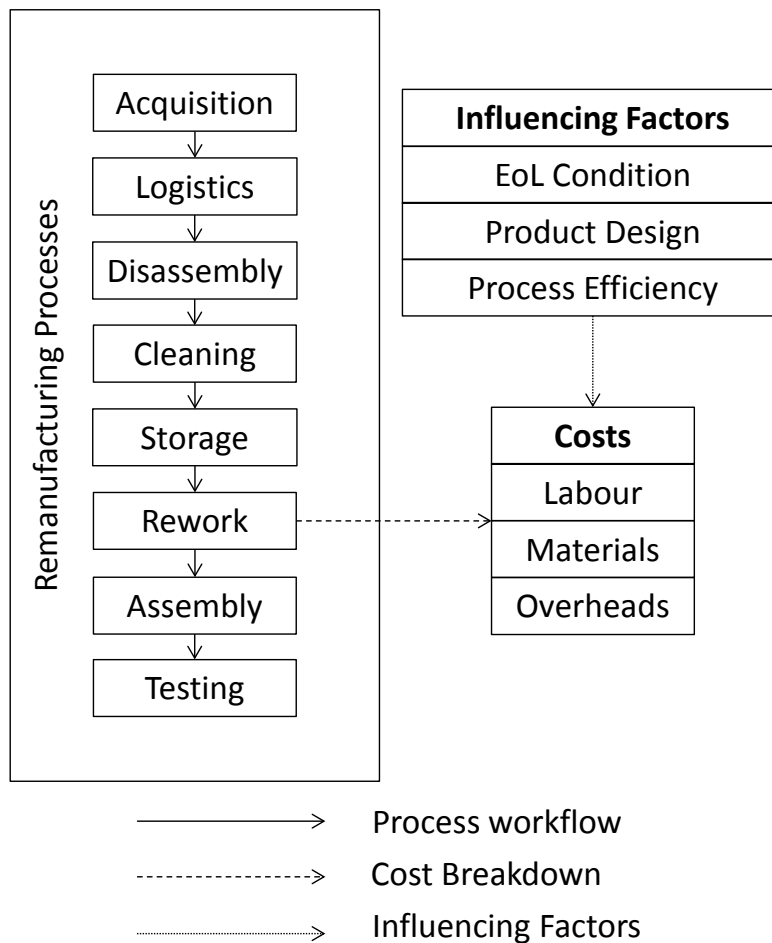 Remanufacturing Processes
Acquisition
Logistics
Disassembly
Cleaning
Storage
Rework
Assembly
Testing
Influencing Factors
EoL Condition
Product Design
Process Efficiency
Costs
Labour
Materials
Overheads
Process workflow
Cost Breakdown
Influencing Factors